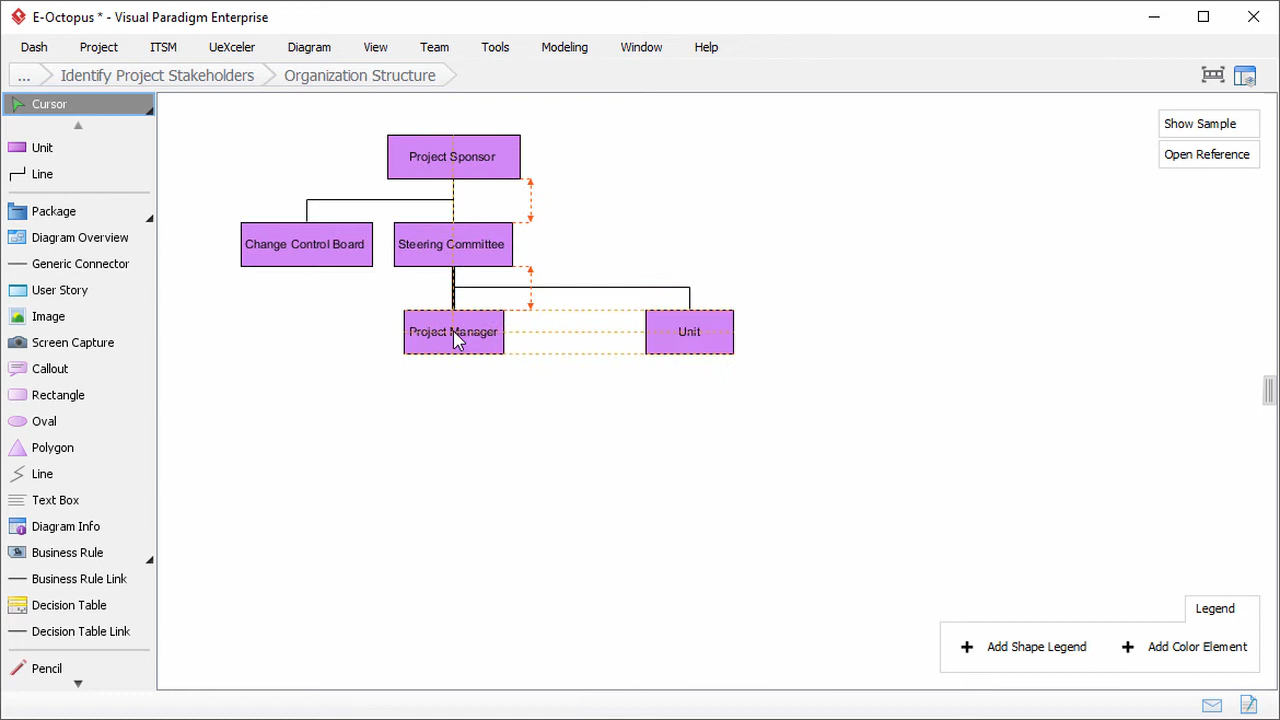 E-Octopus * - Visual Paradigm Enterprise
Dash Project ITSM UeXceler Diagram View Team Tools Modeling Window Help
... Identify Project Stakeholders Organization Structure
Cursor
Unit
Line
Package
Diagram Overview
Generic Connector
User Story
Image
Screen Capture
Callout
Rectangle
Oval
Polygon
Line
Text Box
Diagram Info
Business Rule
Business Rule Link
Decision Table
Decision Table Link
Pencil
Project Sponsor
Change Control Board Steering Committee
Project Manager Unit
Show Sample
Open Reference
Legend
+ Add Shape Legend + Add Color Element